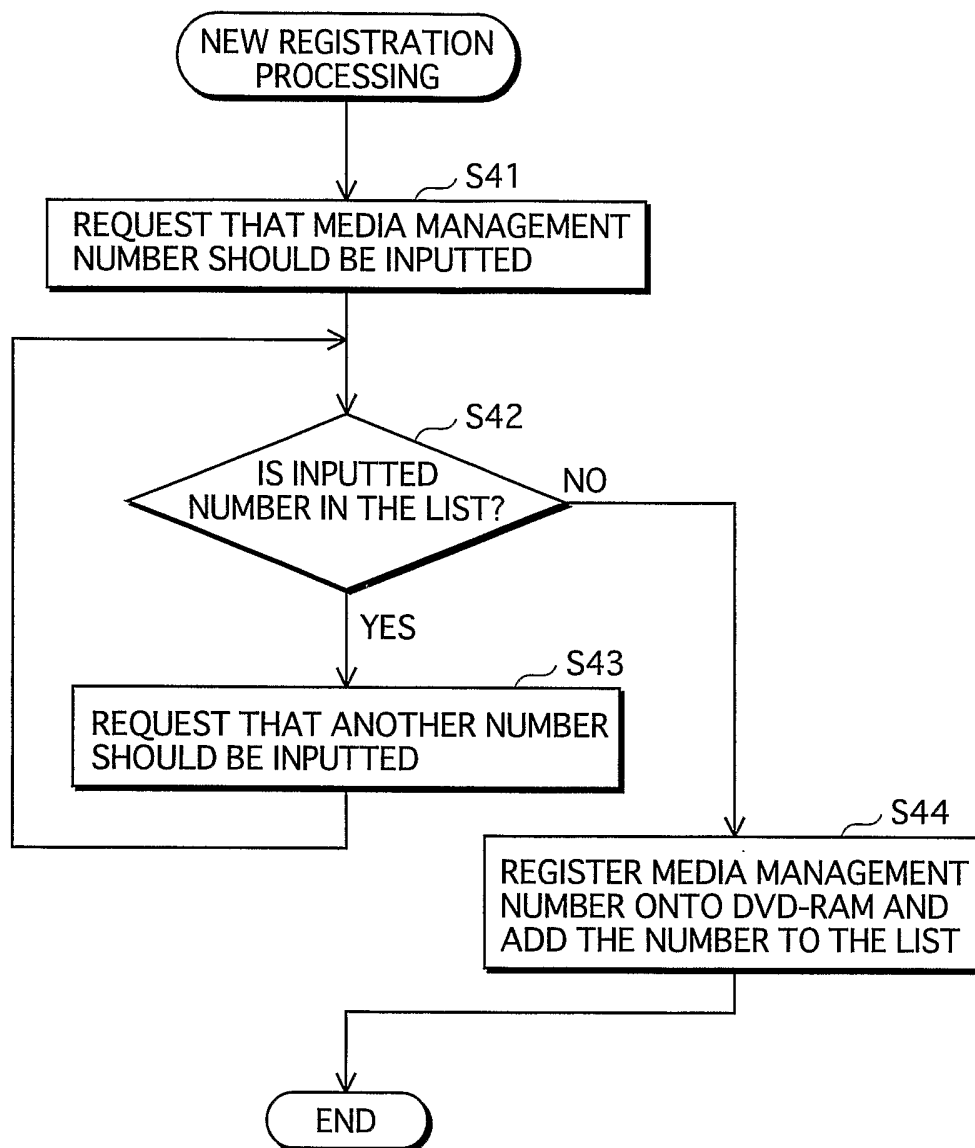 NEW REGISTRATION
PROCESSING
S41
REQUEST THAT MEDIA MANAGEMENT
NUMBER SHOULD BE INPUTTED
S42
IS INPUTTED
NUMBER IN THE LIST?
NO
YES
S43
REQUEST THAT ANOTHER NUMBER
SHOULD BE INPUTTED
S44
REGISTER MEDIA MANAGEMENT
NUMBER ONTO DVD-RAM AND
ADD THE NUMBER TO THE LIST
END